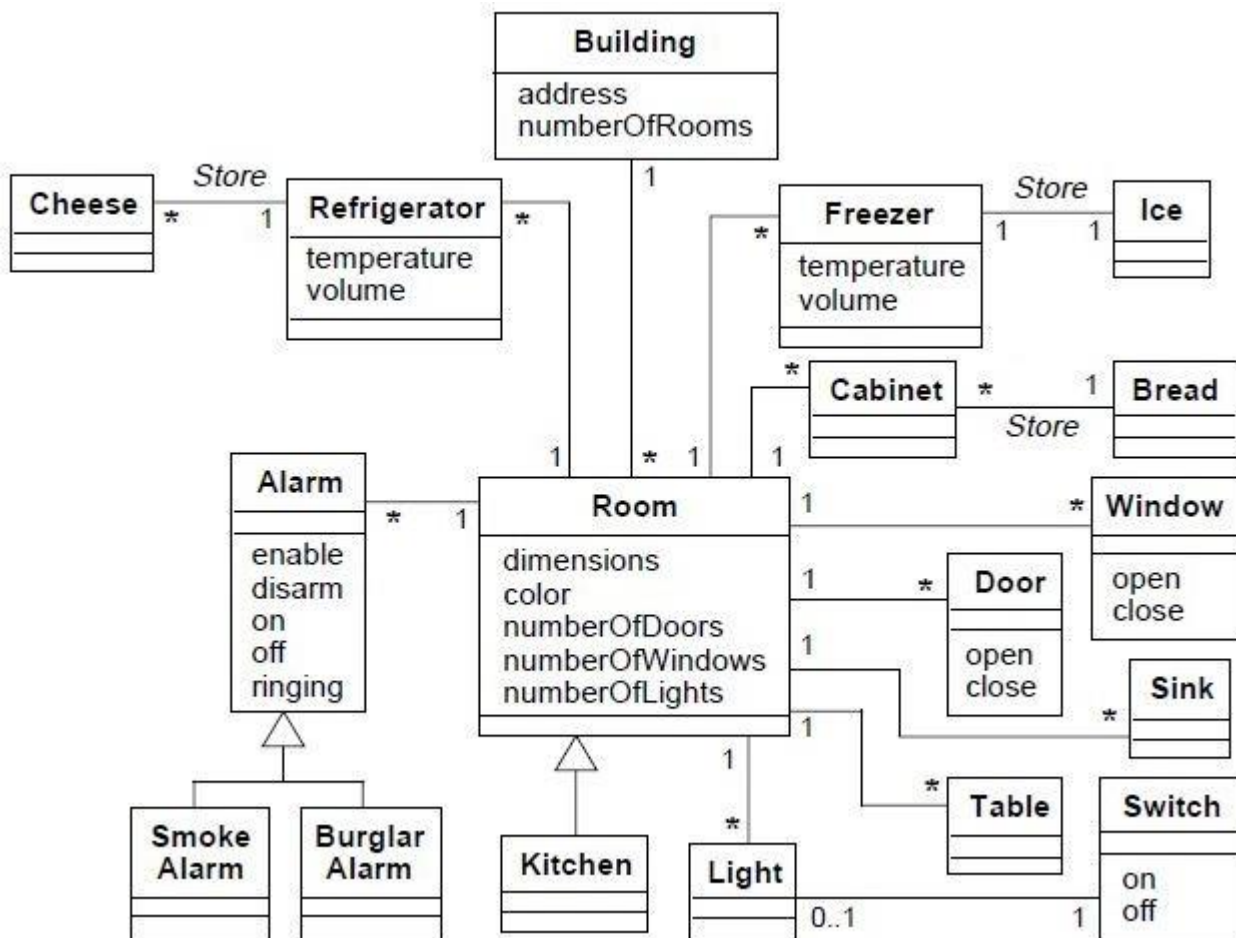 Building
address
numberOfRooms
1
Store
Cheese
*
1
Refrigerator
temperature
volume
*
*
Freezer
temperature
volume
Store
1
1
Ice
*
Cabinet
*
1
Store
Bread
1
*
1
1
Alarm
enable
disarm
on
off
ringing
*
1
Room
dimensions
color
numberOfDoors
numberOfWindows
numberOfLights
1
*
Window
open
close
1
*
Door
open
close
1
*
Sink
1
*
Table
1
*
Smoke
Alarm
Burglar
Alarm
Kitchen
Light
0..1
1
Switch
on
off